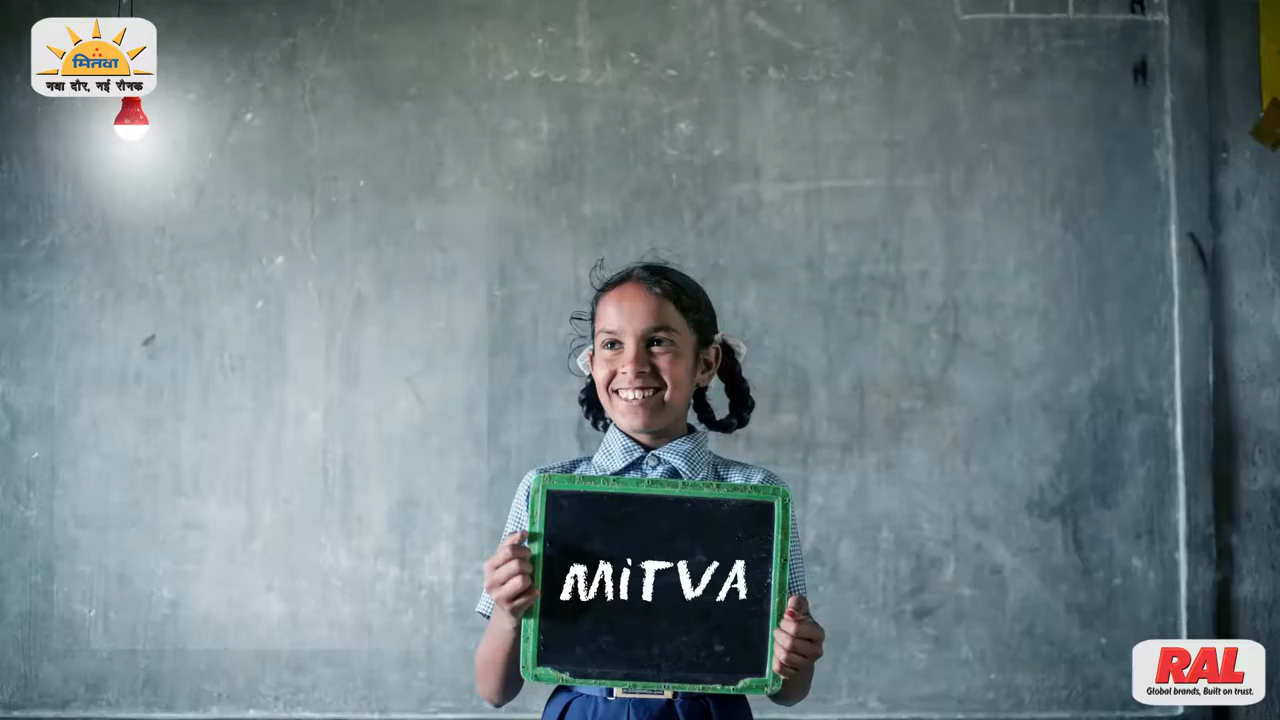 मितवा
नया दौर, नई रौनक
MiTVA
RAL
Global brands, Built on trust.